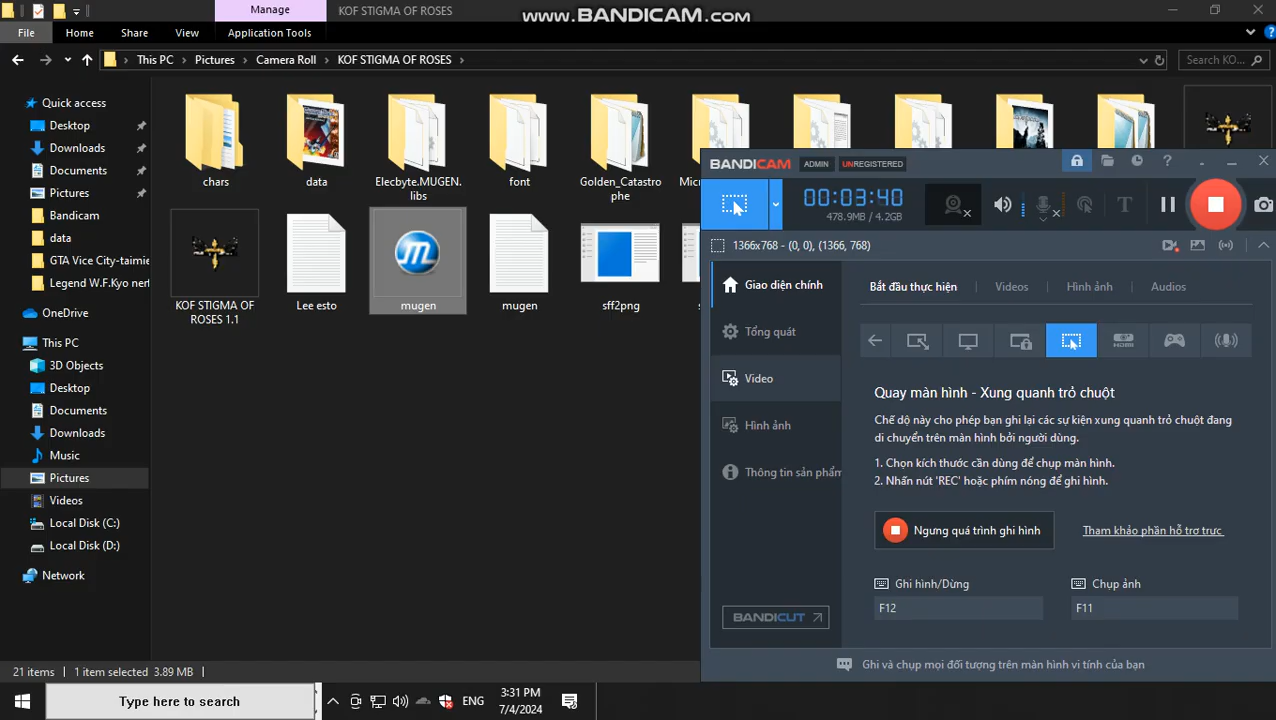 Manage
KOF STIGMA OF ROSES
www.BANDICAM.com
File
Home
Share
View
Application Tools
This PC
Pictures
Camera Roll
KOF STIGMA OF ROSES
Search KO...
Quick access
Desktop
Downloads
Documents
Pictures
Bandicam
data
GTA Vice City-taimie
Legend W.F.Kyo nerf
OneDrive
This PC
3D Objects
Desktop
Documents
Downloads
Music
Pictures
Videos
Local Disk (C:)
Local Disk (D:)
Network
chars
data
Elecbyte.MUGEN.
libs
font
Golden_Catastro
phe
KOF STIGMA OF
ROSES 1.1
Lee esto
mugen
mugen
sff2png
BANDICAM
ADMIN
UNREGISTERED
00:03:40
478.9MB / 4.2GB
1366x768 - (0, 0), (1366, 768)
Giao diện chính
Tổng quát
Video
Hình ảnh
Thông tin sản phẩm
BANDICUT
Bắt đầu thực hiện
Videos
Hình ảnh
Audios
HDMI
Quay màn hình - Xung quanh trỏ chuột
Chế độ này cho phép bạn ghi lại các sự kiện xung quanh trỏ chuột đang
di chuyển trên màn hình bởi người dùng.
1. Chọn kích thước cần dùng để chụp màn hình.
2. Nhấn nút 'REC' hoặc phím nóng để ghi hình.
Ngưng quá trình ghi hình
Tham khảo phần hỗ trợ trực
Ghi hình/Dừng
Chụp ảnh
F12
F11
Ghi và chụp mọi đối tượng trên màn hình vi tính của bạn
21 items
1 item selected 3.89 MB
Type here to search
ENG
3:31 PM
7/4/2024